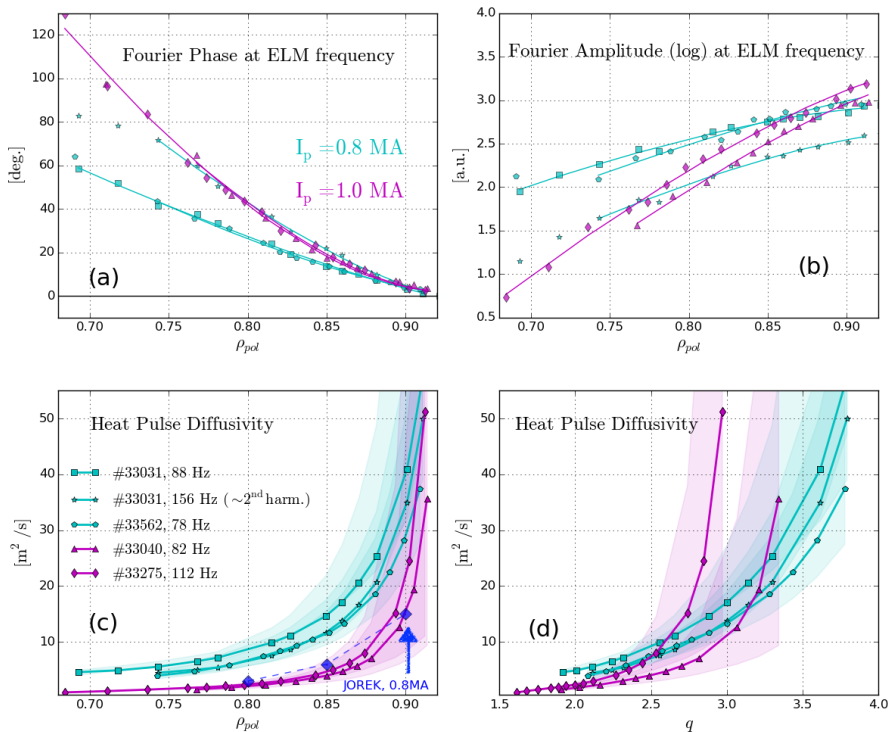 Fourier Phase at ELM frequency
I_p = 0.8 MA
I_p = 1.0 MA
(a)
[deg.]
130
120
100
80
60
40
20
0
0.70
0.75
0.80
0.85
0.90
ρ_pol
Fourier Amplitude (log) at ELM frequency
(b)
[a.u.]
4.0
3.5
3.0
2.5
2.0
1.5
1.0
0.5
0.70
0.75
0.80
0.85
0.90
ρ_pol
Heat Pulse Diffusivity
#33031, 88 Hz
#33031, 156 Hz (~2nd harm.)
#33562, 78 Hz
#33040, 82 Hz
#33275, 112 Hz
(c)
JOREK, 0.8MA
[m² /s]
50
40
30
20
10
0.70
0.75
0.80
0.85
0.90
ρ_pol
Heat Pulse Diffusivity
(d)
[m² /s]
50
40
30
20
10
1.5
2.0
2.5
3.0
3.5
4.0
q